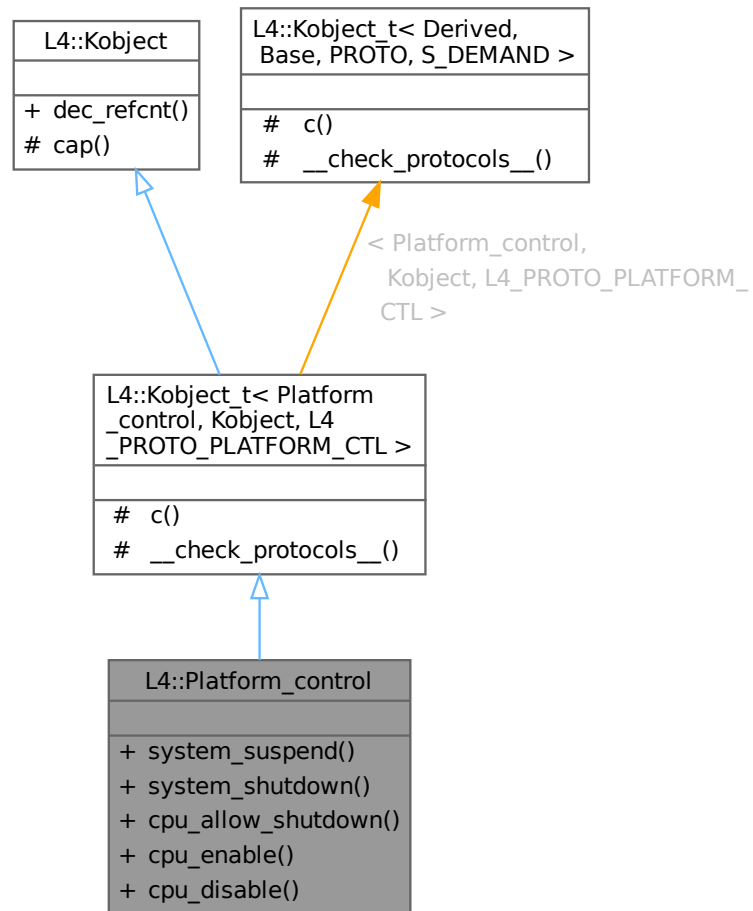 L4::Kobject
+ dec_refcnt()
# cap()
L4::Kobject_t< Derived,
Base, PROTO, S_DEMAND >
# c()
# __check_protocols__()
< Platform_control,
Kobject, L4_PROTO_PLATFORM_
CTL >
L4::Kobject_t< Platform
_control, Kobject, L4
_PROTO_PLATFORM_CTL >
# c()
# __check_protocols__()
L4::Platform_control
+ system_suspend()
+ system_shutdown()
+ cpu_allow_shutdown()
+ cpu_enable()
+ cpu_disable()